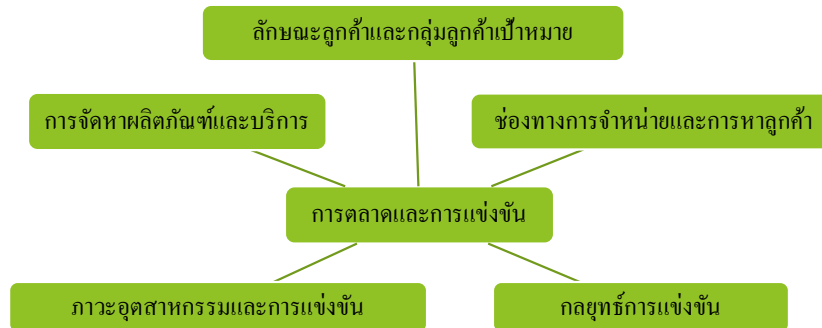 ลักษณะลูกค้าและกลุ่มลูกค้าเป้าหมาย
การจัดหาผลิตภัณฑ์และบริการ
ช่องทางการจำหน่ายและการหาลูกค้า
การตลาดและการแข่งขัน
ภาวะอุตสาหกรรมและการแข่งขัน
กลยุทธ์การแข่งขัน